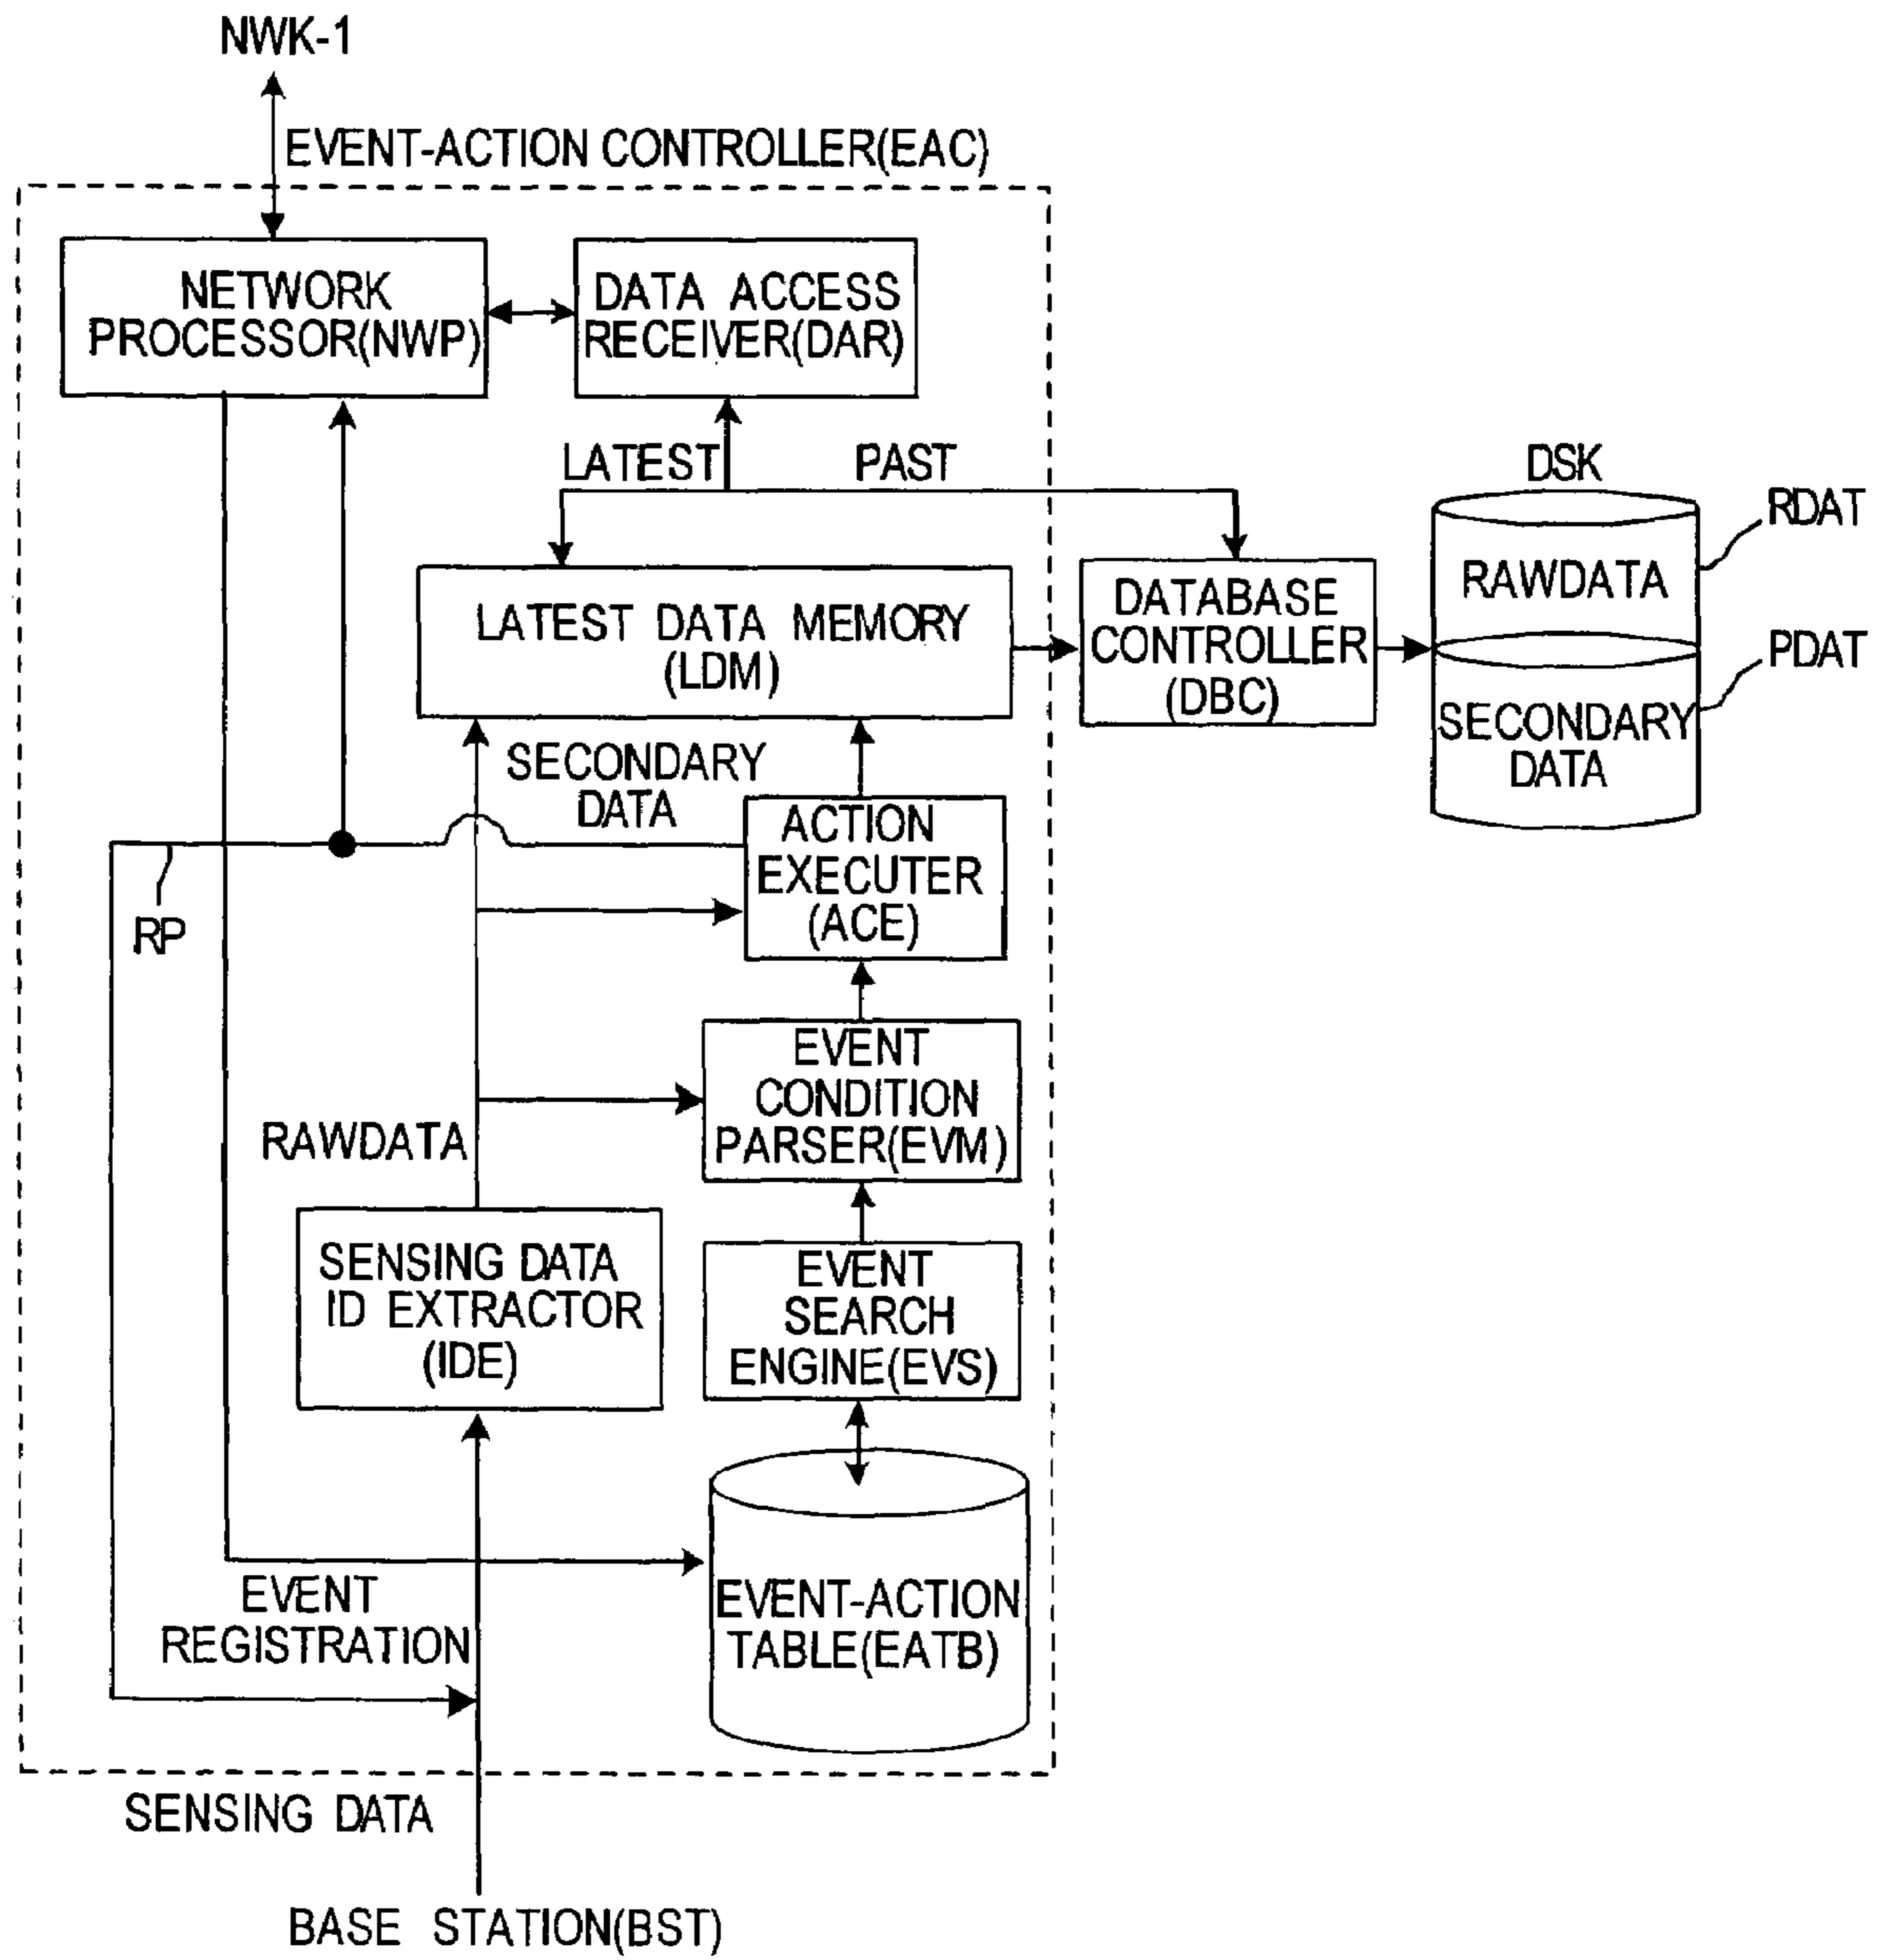 NWK-1
EVENT-ACTION CONTROLLER(EAC)
NETWORK
PROCESSOR(NWP)
DATA ACCESS
RECEIVER(DAR)
LATEST
PAST
DSK
RDAT
RAWDATA
LATEST DATA MEMORY
(LDM)
DATABASE
CONTROLLER
(DBC)
PDAT
SECONDARY
DATA
SECONDARY
DATA
ACTION
EXECUTER
(ACE)
RP
EVENT
CONDITION
PARSER(EVM)
RAWDATA
SENSING DATA
ID EXTRACTOR
(IDE)
EVENT
SEARCH
ENGINE(EVS)
EVENT
REGISTRATION
EVENT-ACTION
TABLE(EATB)
SENSING DATA
BASE STATION(BST)